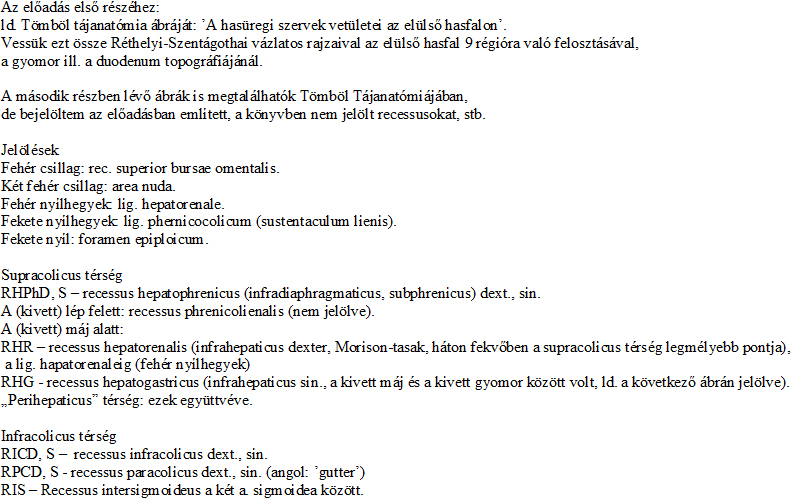 Az előadás első részéhez:
ld. Tömböl tájanatómia ábráját: 'A hasüregi szervek vetületei az elülső hasfalon'.
Vessük ezt össze Réthelyi-Szentágothai vázlatos rajzaival az elülső hasfal 9 régióra való felosztásával,
a gyomor ill. a duodenum topográfiájánál.
A második részben lévő ábrák is megtalálhatók Tömböl Tájanatómiájában,
de bejelöltem az előadásban emlitett, a könyvben nem jelölt recessusokat, stb.
Jelölések
Fehér csillag: rec. superior bursae omentalis.
Két fehér csillag: area nuda.
Fehér nyilhegyek: lig. hepatorenale.
Fekete nyilhegyek: lig. phernicocolicum (sustentaculum lienis).
Fekete nyil: foramen epiploicum.
Supracolicus térség
RHPhD, S – recessus hepatophrenicus (infradiaphragmaticus, subphrenicus) dext., sin.
A (kivett) lép felett: recessus phrenicolienalis (nem jelölve).
A (kivett) máj alatt:
RHR – recessus hepatorenalis (infrahepaticus dexter, Morison-tasak, háton fekvőben a supracolicus térség legmélyebb pontja),
a lig. hapatorenaleig (fehér nyilhegyek)
RHG - recessus hepatogastricus (infrahepaticus sin., a kivett máj és a kivett gyomor között volt, ld. a következő ábrán jelölve).
„Perihepaticus” térség: ezek együttvéve.
Infracolicus térség
RICD, S – recessus infracolicus dext., sin.
RPCD, S - recessus paracolicus dext., sin. (angol: 'gutter')
RIS – Recessus intersigmoideus a két a. sigmoidea között.